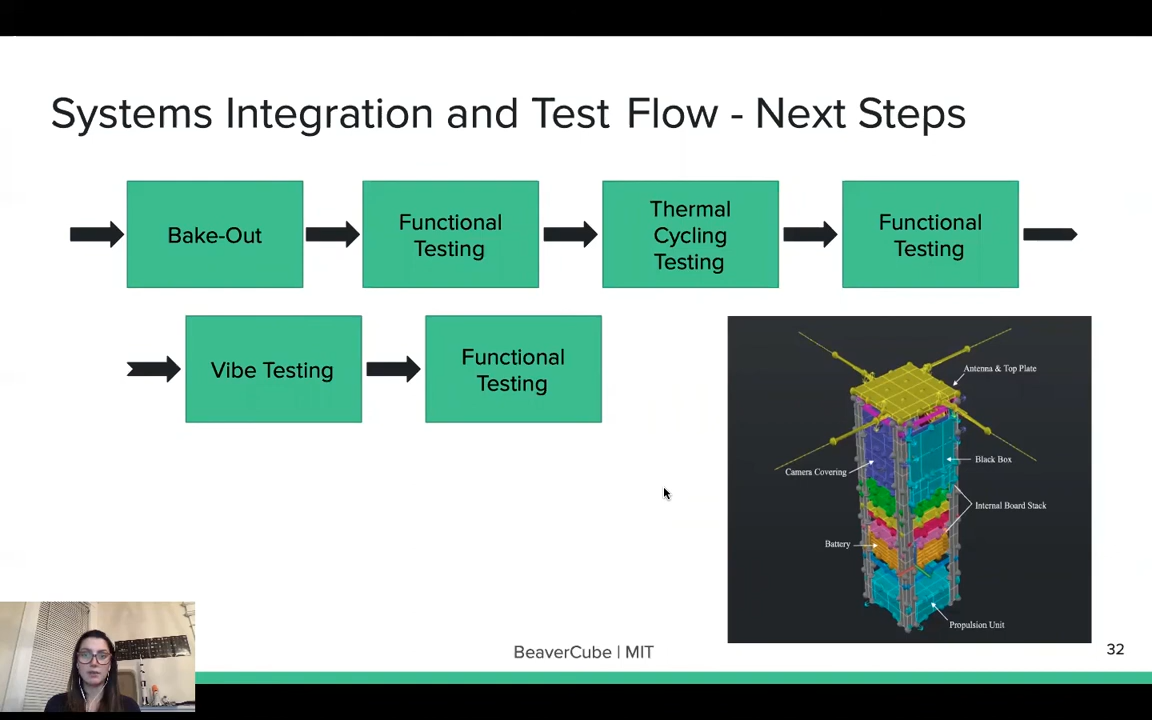 Systems Integration and Test Flow - Next Steps
Bake-Out
Functional
Testing
Thermal
Cycling
Testing
Functional
Testing
Vibe Testing
Functional
Testing
Antenna & Top Plate
Camera Covering
Black Box
Internal Board Stack
Battery
Propulsion Unit
BeaverCube | MIT
32